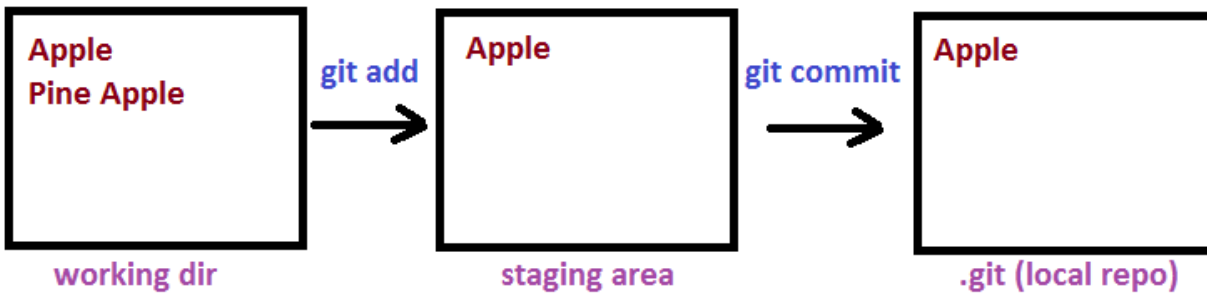 Apple
Pine Apple
git add
Apple
git commit
Apple
working dir
staging area
.git (local repo)